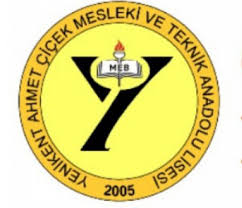 YENİKENT AHMET ÇİÇEK MESLEKİ VE TEKNİK ANADOLU LİSESİ
MEB
Y
2005